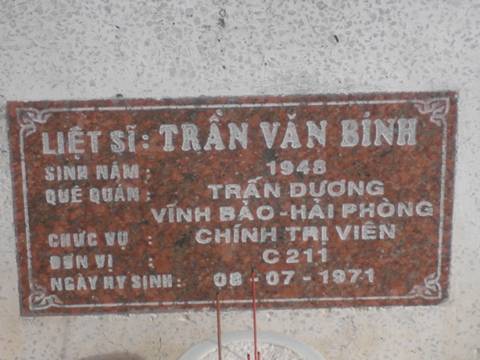 LIỆT SĨ: TRẦN VĂN BÍNH
SINH NĂM: 1948
QUÊ QUÁN: TRẤN DƯƠNG
VĨNH BẢO - HẢI PHÒNG
CHỨC VỤ : CHÍNH TRỊ VIÊN
ĐƠN VỊ : C211
NGÀY HY SINH: 08-07-1971